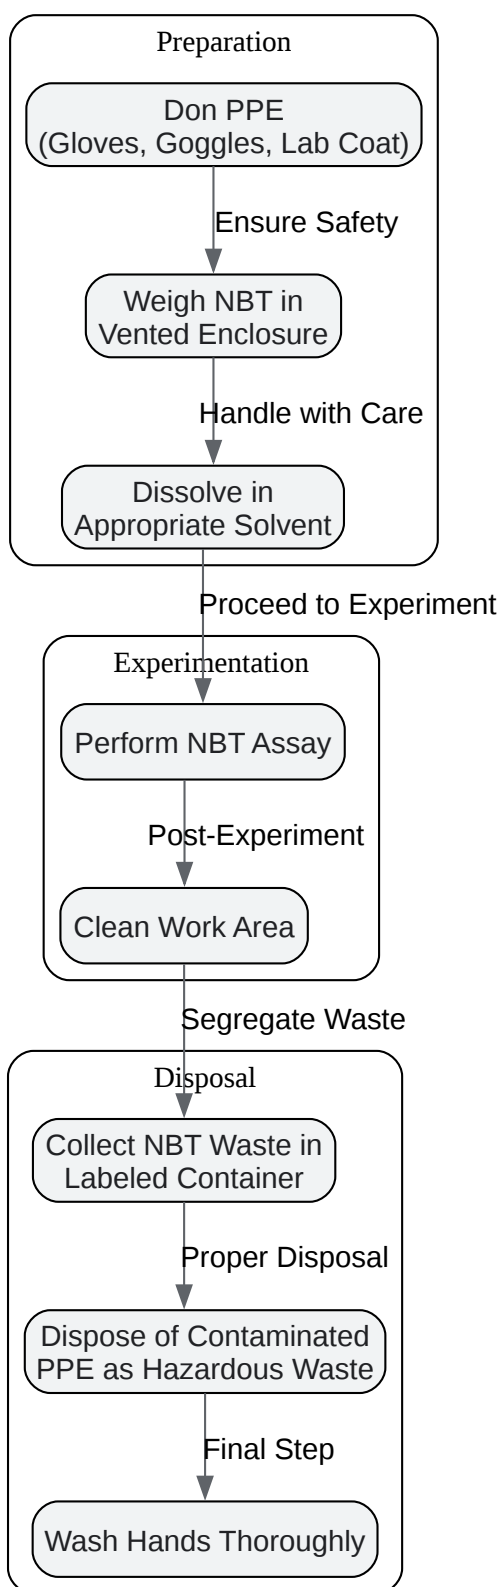 Preparation
Don PPE
(Gloves, Goggles, Lab Coat)
Ensure Safety
Weigh NBT in
Vented Enclosure
Handle with Care
Dissolve in
Appropriate Solvent
Proceed to Experiment
Experimentation
Perform NBT Assay
Post-Experiment
Clean Work Area
Segregate Waste
Disposal
Collect NBT Waste in
Labeled Container
Proper Disposal
Dispose of Contaminated
PPE as Hazardous Waste
Final Step
Wash Hands Thoroughly